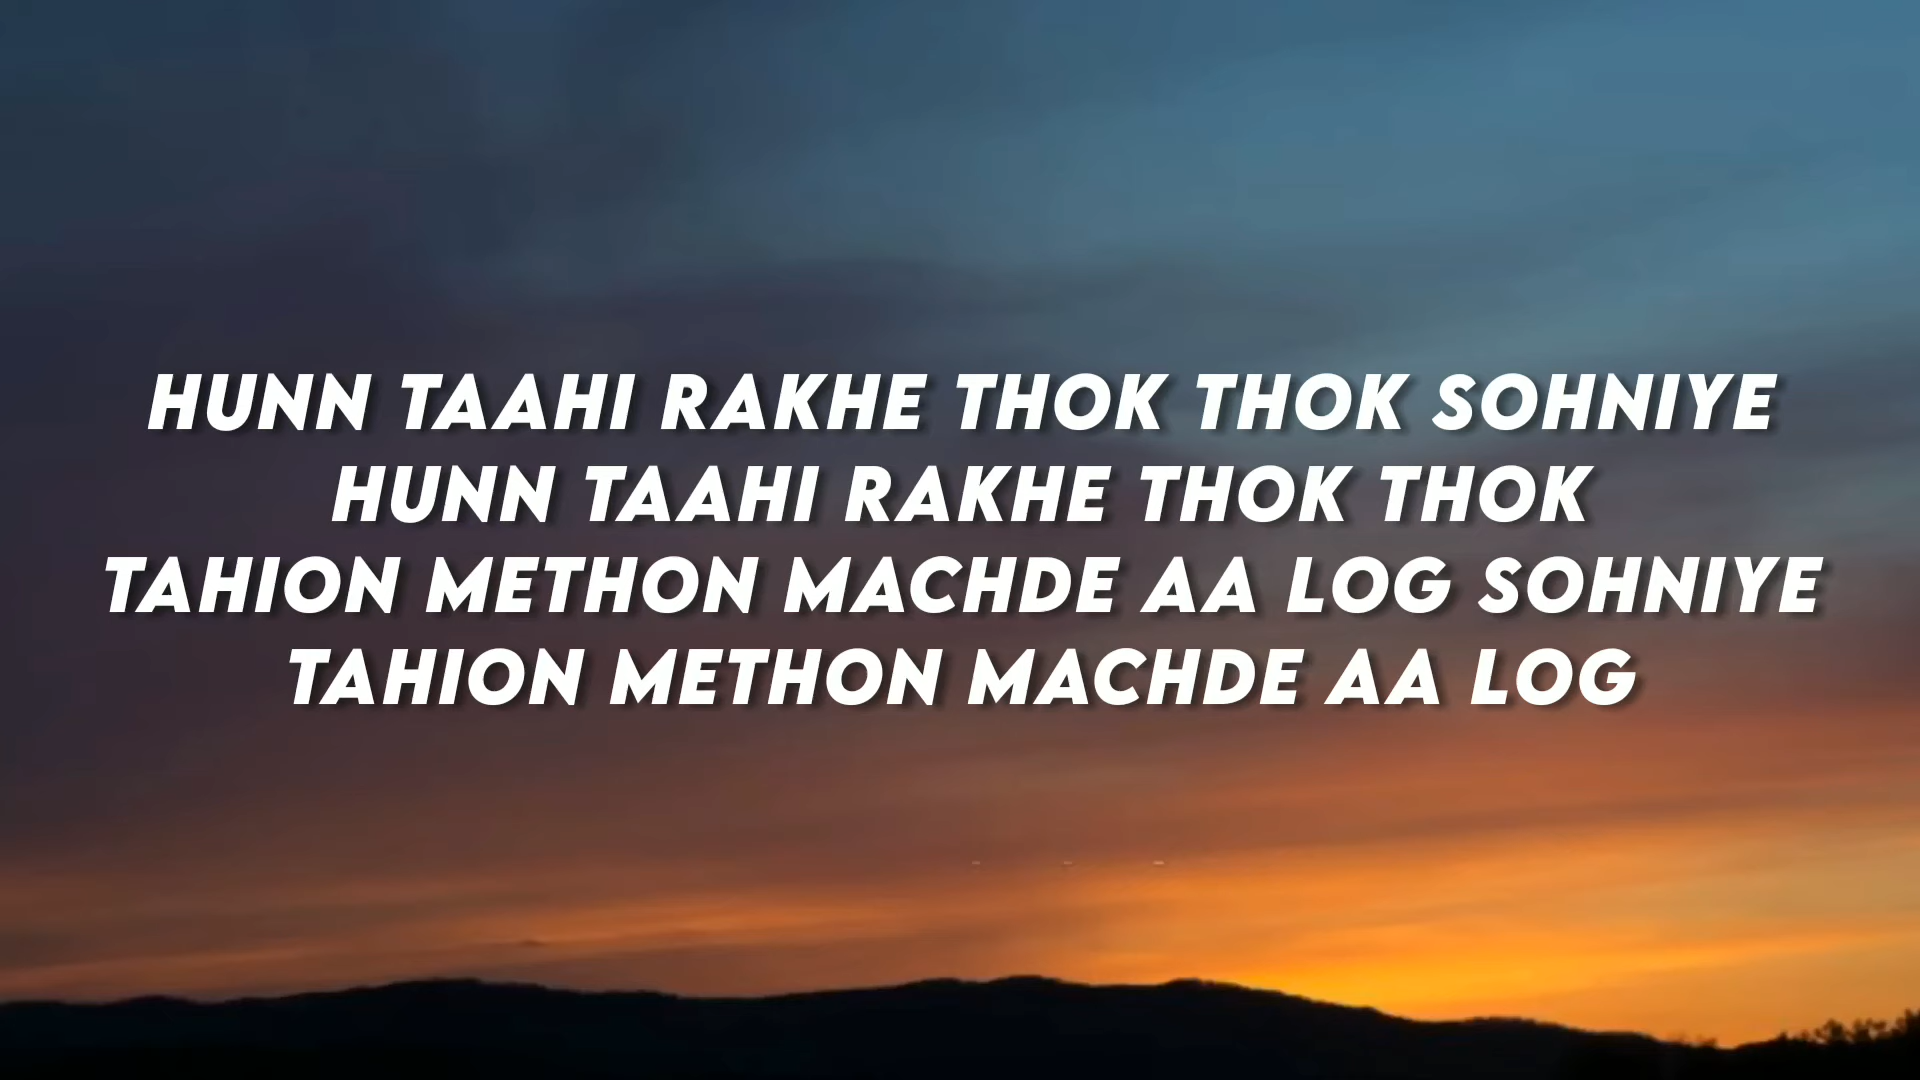 HUNN TAAHI RAKHE THOK THOK SOHNIYE
HUNN TAAHI RAKHE THOK THOK
TAHION METHON MACHDE AA LOG SOHNIYE
TAHION METHON MACHDE AA LOG